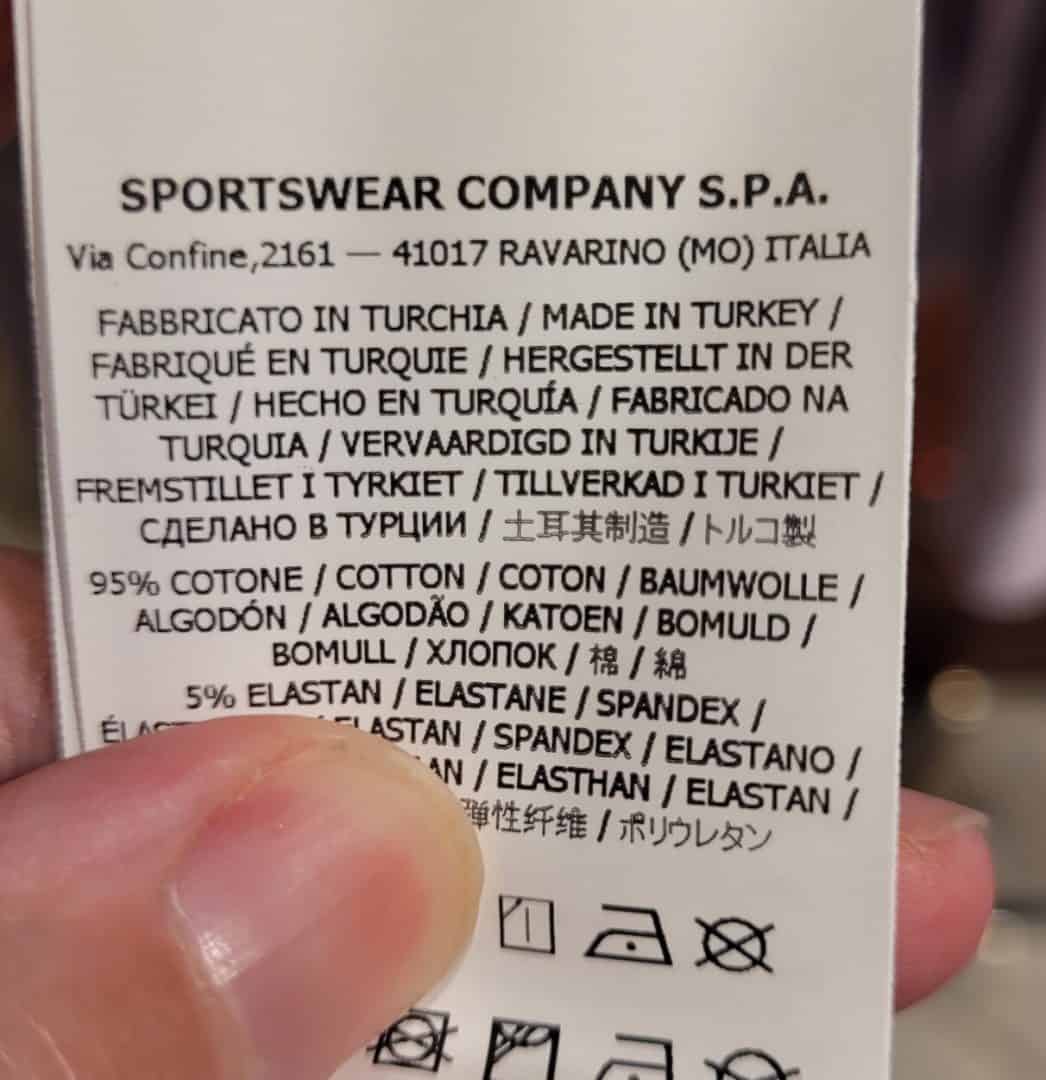 SPORTSWEAR COMPANY S.P.A.
Via Confine,2161 — 41017 RAVARINO (MO) ITALIA
FABBRICATO IN TURCHIA / MADE IN TURKEY /
FABRIQUÉ EN TURQUIE / HERGESTELLT IN DER
TÜRKEI / HECHO EN TURQUÍA / FABRICADO NA
TURQUIA / VERVAARDIGD IN TURKIJE /
FREMSTILLET I TYRKIET / TILLVERKAD I TURKIET /
СДЕЛАНО В ТУРЦИИ / 土耳其制造 / トルコ製
95% COTONE / COTTON / COTON / BAUMWOLLE /
ALGODÓN / ALGODÃO / KATOEN / BOMULD /
BOMULL / ХЛОПОК / 棉 / 綿
5% ELASTAN / ELASTANE / SPANDEX /
/ ELASTAN / SPANDEX / ELASTANO /
/ ELASTHAN / ELASTAN /
弹性纤维 / ポリウレタン